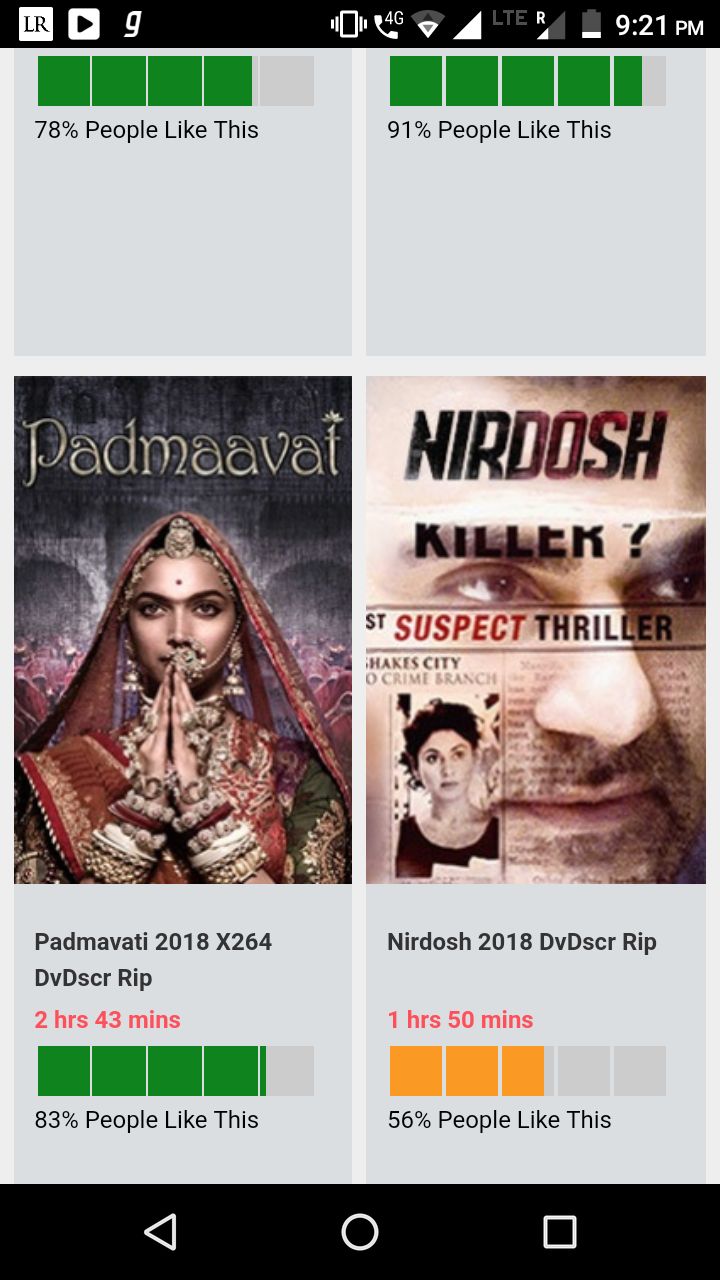 LR
g
4G
LTE
R
9:21 PM
78% People Like This
91% People Like This
Padmaavat
NIRDOSH
KILLER ?
ST SUSPECT THRILLER
SHAKES CITY
O CRIME BRANCH
Padmavati 2018 X264
DvDscr Rip
2 hrs 43 mins
83% People Like This
Nirdosh 2018 DvDscr Rip
1 hrs 50 mins
56% People Like This